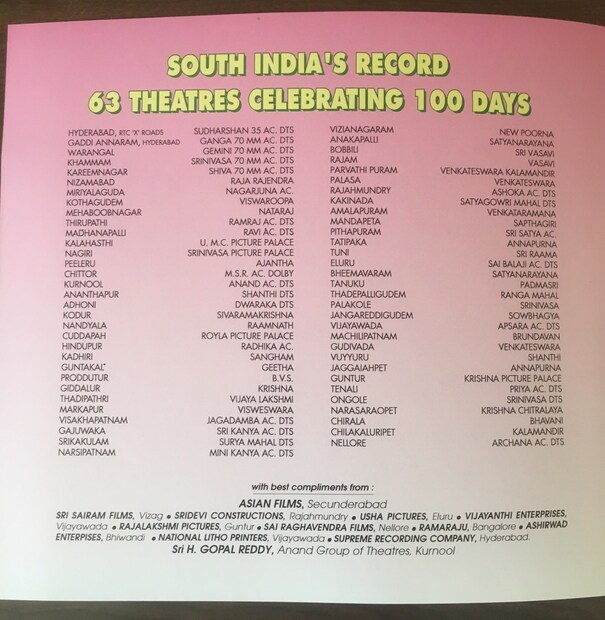 SOUTH INDIA'S RECORD
63 THEATRES CELEBRATING 100 DAYS
HYDERABAD, RTC "X" ROADS SUDHARSHAN 35 AC. DTS
GADDI ANNARAM, HYDERABAD GANGA 70 MM AC. DTS
WARANGAL GEMINI 70 MM AC. DTS
KHAMMAM SRINIVASA 70 MM AC. DTS
KAREEMNAGAR SHIVA 70 MM AC. DTS
NIZAMABAD RAJA RAJENDRA
MIRIYALAGUDA NAGARJUNA AC.
KOTHAGUDEM VISWAROOPA
MEHABOOBNAGAR NATARAJ
THIRUPATHI RAMRAJ AC. DTS
MADHANAPALLI RAVI AC. DTS
KALAHASTHI U. M.C. PICTURE PALACE
NAGIRI SRINIVASA PICTURE PALACE
PEELERU AJANTHA
CHITTOR M.S.R. AC. DOLBY
KURNOOL ANAND AC. DTS
ANANTHAPUR SHANTHI DTS
ADHONI DWARAKA DTS
KODUR SIVARAMAKRISHNA
NANDYALA RAAMNATH
CUDDAPAH ROYLA PICTURE PALACE
HINDUPUR RADHIKA AC.
KADHIRI SANGHAM
GUNTAKAL GEETHA
PRODDUTUR B.V.S.
GIDDALUR KRISHNA
THADIPATHRI VIJAYA LAKSHMI
MARKAPUR VISWESWARA
VISAKHAPATNAM JAGADAMBA AC. DTS
GAJUWAKA SRI KANYA AC. DTS
SRIKAKULAM SURYA MAHAL DTS
NARSIPATNAM MINI KANYA AC. DTS
VIZIANAGARAM NEW POORNA
ANAKAPALLI SATYANARAYANA
BOBBILI SRI VASAVI
RAJAM VASAVI
PARVATHI PURAM VENKATESWARA KALAMANDIR
PALASA VENKATESWARA
RAJAHMUNDRY ASHOKA AC. DTS
KAKINADA SATYAGOWRI MAHAL DTS
AMALAPURAM VENKATARAMANA
MANDAPETA SAPTHAGIRI
PITHAPURAM SRI SATYA AC.
TATIPAKA ANNAPURNA
TUNI SRI RAAMA
ELURU SAI BALAJI AC. DTS
BHEEMAVARAM SATYANARAYANA
TANUKU PADMASRI
THADEPALLIGUDEM RANGA MAHAL
PALAKOLE SRINIVASA
JANGAREDDIGUDEM SOWBHAGYA
VIJAYAWADA APSARA AC. DTS
MACHILIPATNAM BRUNDAVAN
GUDIVADA VENKATESWARA
VUYYURU SHANTHI
JAGGAIAHPET ANNAPURNA
GUNTUR KRISHNA PICTURE PALACE
TENALI PRIYA AC. DTS
ONGOLE SRINIVASA DTS
NARASARAOPET KRISHNA CHITRALAYA
CHIRALA BHAVANI
CHILAKALURIPET KALAMANDIR
NELLORE ARCHANA AC. DTS
with best compliments from :
ASIAN FILMS, Secunderabad
SRI SAIRAM FILMS, Vizag • SRIDEVI CONSTRUCTIONS, Rajahmundry • USHA PICTURES, Eluru • VIJAYANTHI ENTERPRISES,
Vijayawada • RAJALAKSHMI PICTURES, Guntur • SAI RAGHAVENDRA FILMS, Nellore • RAMARAJU, Bangalore • ASHIRWAD
ENTERPISES, Bhiwandi • NATIONAL LITHO PRINTERS, Vijayawada • SUPREME RECORDING COMPANY, Hyderabad.
Sri H. GOPAL REDDY, Anand Group of Theatres, Kurnool